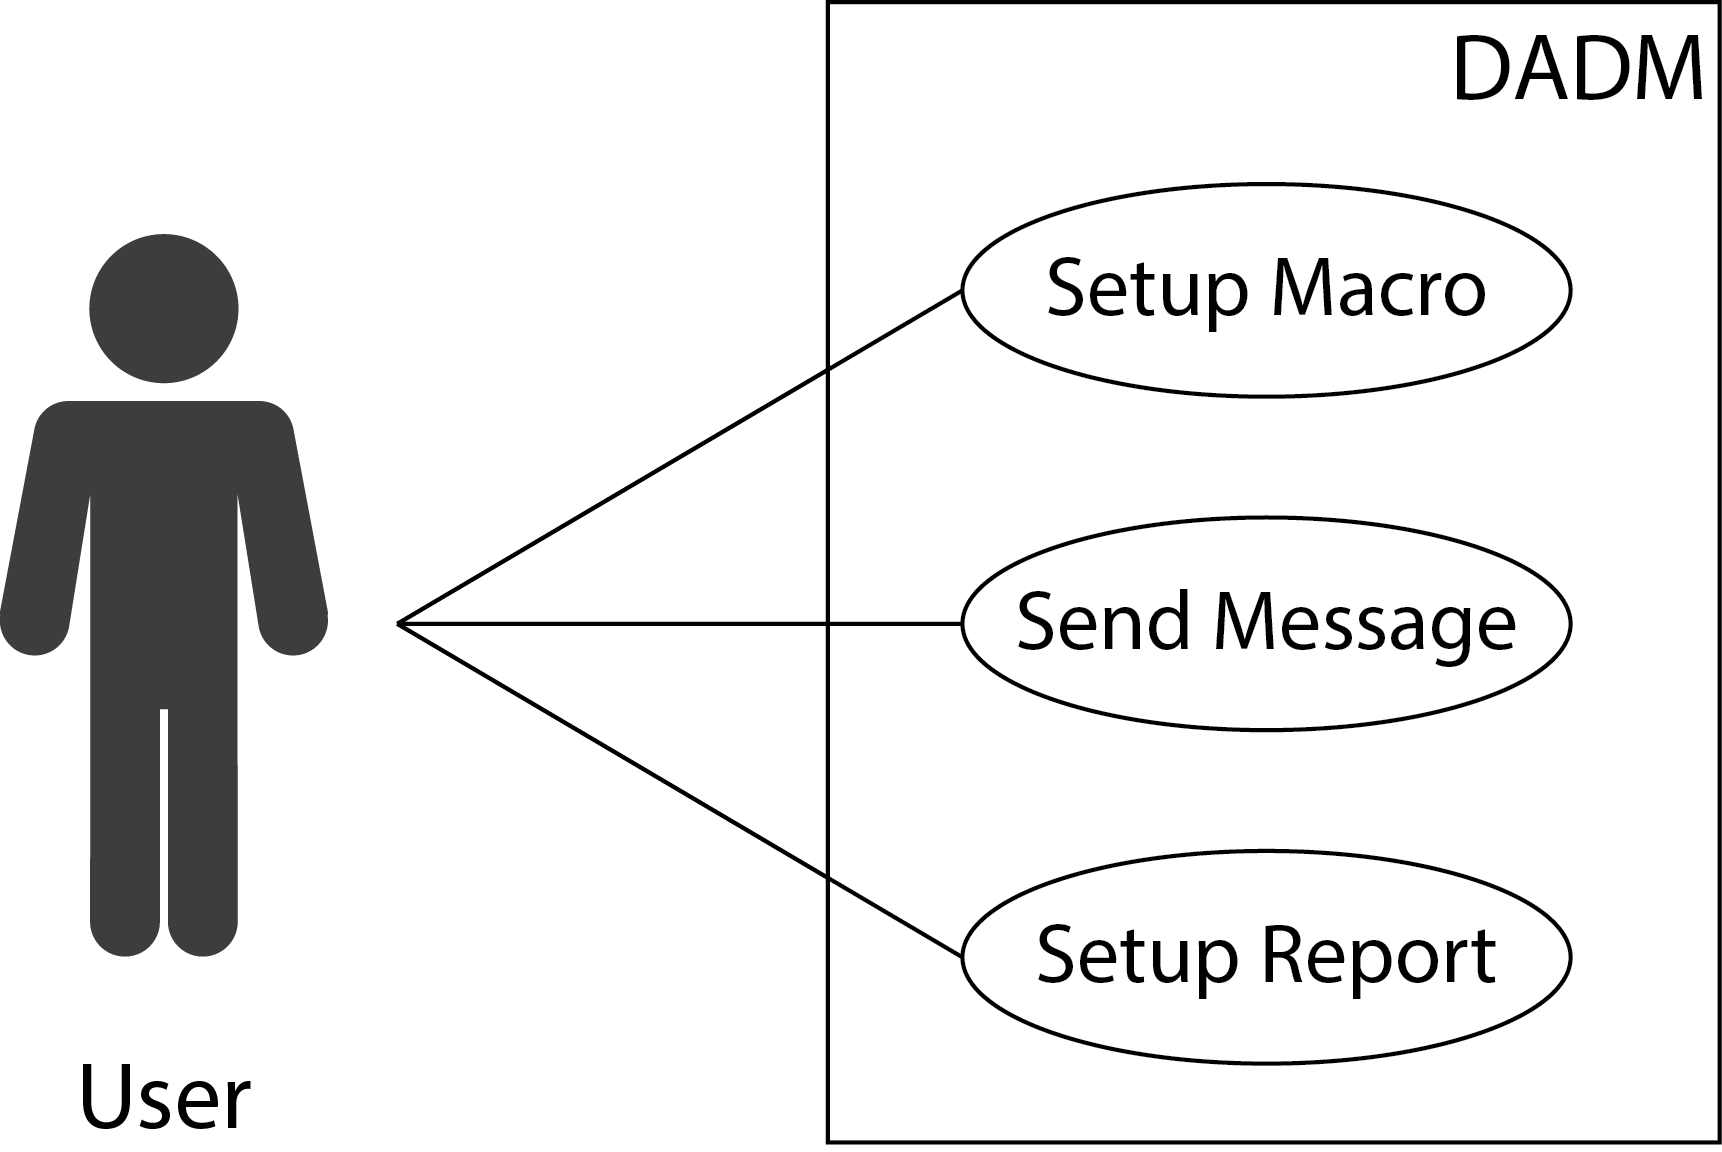 DADM
Setup Macro
Send Message
Setup Report
User